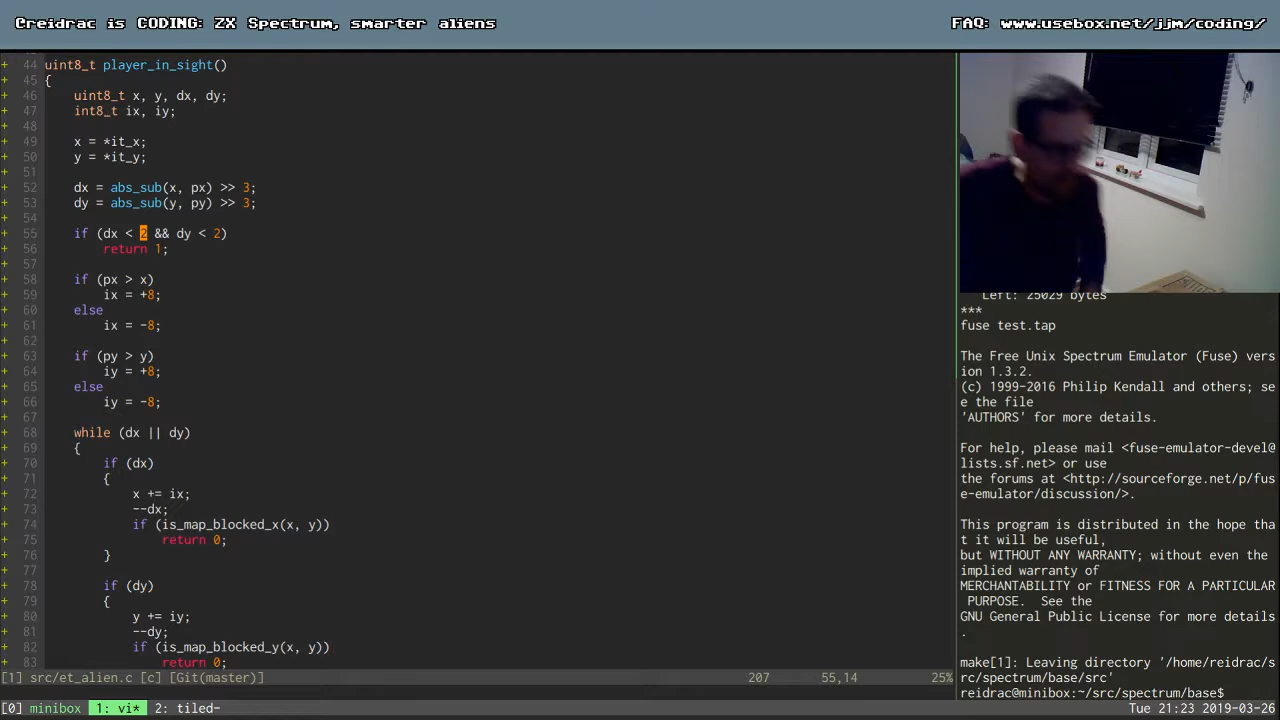 Creidrac is CODING: ZX Spectrum, smarter aliens
FAQ: www.usebox.net/jjm/coding/
+ 44 uint8_t player_in_sight()
+ 45 {
+ 46 uint8_t x, y, dx, dy;
+ 47 int8_t ix, iy;
+ 48
+ 49 x = *it_x;
+ 50 y = *it_y;
+ 51
+ 52 dx = abs_sub(x, px) >> 3;
+ 53 dy = abs_sub(y, py) >> 3;
+ 54
+ 55 if (dx < 2 && dy < 2)
+ 56 return 1;
+ 57
+ 58 if (px > x)
+ 59 ix = +8;
+ 60 else
+ 61 ix = -8;
+ 62
+ 63 if (py > y)
+ 64 iy = +8;
+ 65 else
+ 66 iy = -8;
+ 67
+ 68 while (dx || dy)
+ 69 {
+ 70 if (dx)
+ 71 {
+ 72 x += ix;
+ 73 --dx;
+ 74 if (is_map_blocked_x(x, y))
+ 75 return 0;
+ 76 }
+ 77
+ 78 if (dy)
+ 79 {
+ 80 y += iy;
+ 81 --dy;
+ 82 if (is_map_blocked_y(x, y))
+ 83 return 0;
[1] src/et_alien.c [c] [Git(master)] 207 55,14 25%
Left: 25029 bytes
***
fuse test.tap
The Free Unix Spectrum Emulator (Fuse) vers
ion 1.3.2.
(c) 1999-2016 Philip Kendall and others; se
e the file
'AUTHORS' for more details.
For help, please mail <fuse-emulator-devel@
lists.sf.net> or use
the forums at <http://sourceforge.net/p/fus
e-emulator/discussion/>.
This program is distributed in the hope tha
t it will be useful,
but WITHOUT ANY WARRANTY; without even the
implied warranty of
MERCHANTABILITY or FITNESS FOR A PARTICULAR
PURPOSE. See the
GNU General Public License for more details
.
make[1]: Leaving directory '/home/reidrac/s
rc/spectrum/base/src'
reidrac@minibox:~/src/spectrum/base$
[0] minibox 1: vi* 2: tiled- Tue 21:23 2019-03-26